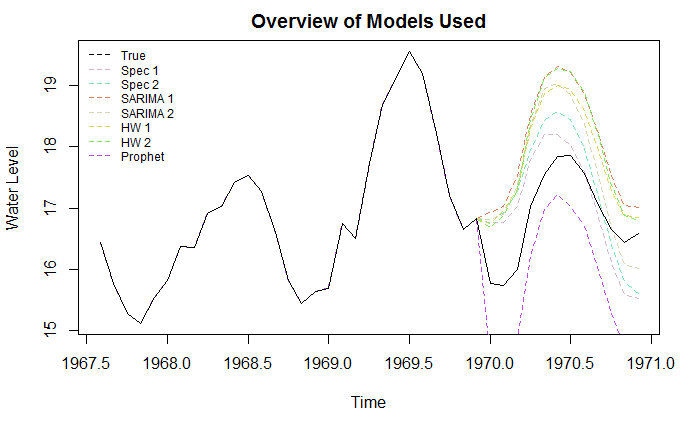 Overview of Models Used
True
Spec 1
Spec 2
SARIMA 1
SARIMA 2
HW 1
HW 2
Prophet
Water Level
19
18
17
16
15
1967.5 1968.0 1968.5 1969.0 1969.5 1970.0 1970.5 1971.0
Time